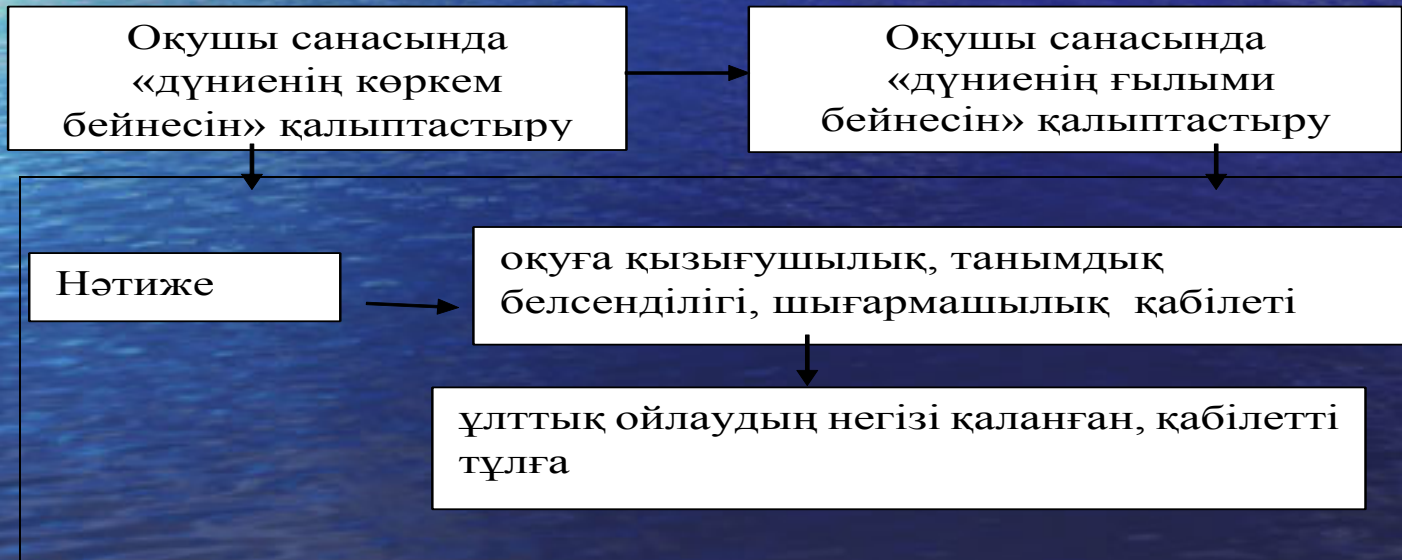 Оқушы санасында
«дүниенің көркем
бейнесін» қалыптастыру
Оқушы санасында
«дүниенің ғылыми
бейнесін» қалыптастыру
Нәтиже
оқуға қызығушылық, танымдық
белсенділігі, шығармашылық қабілеті
ұлттық ойлаудың негізі қаланған, қабілетті
тұлға